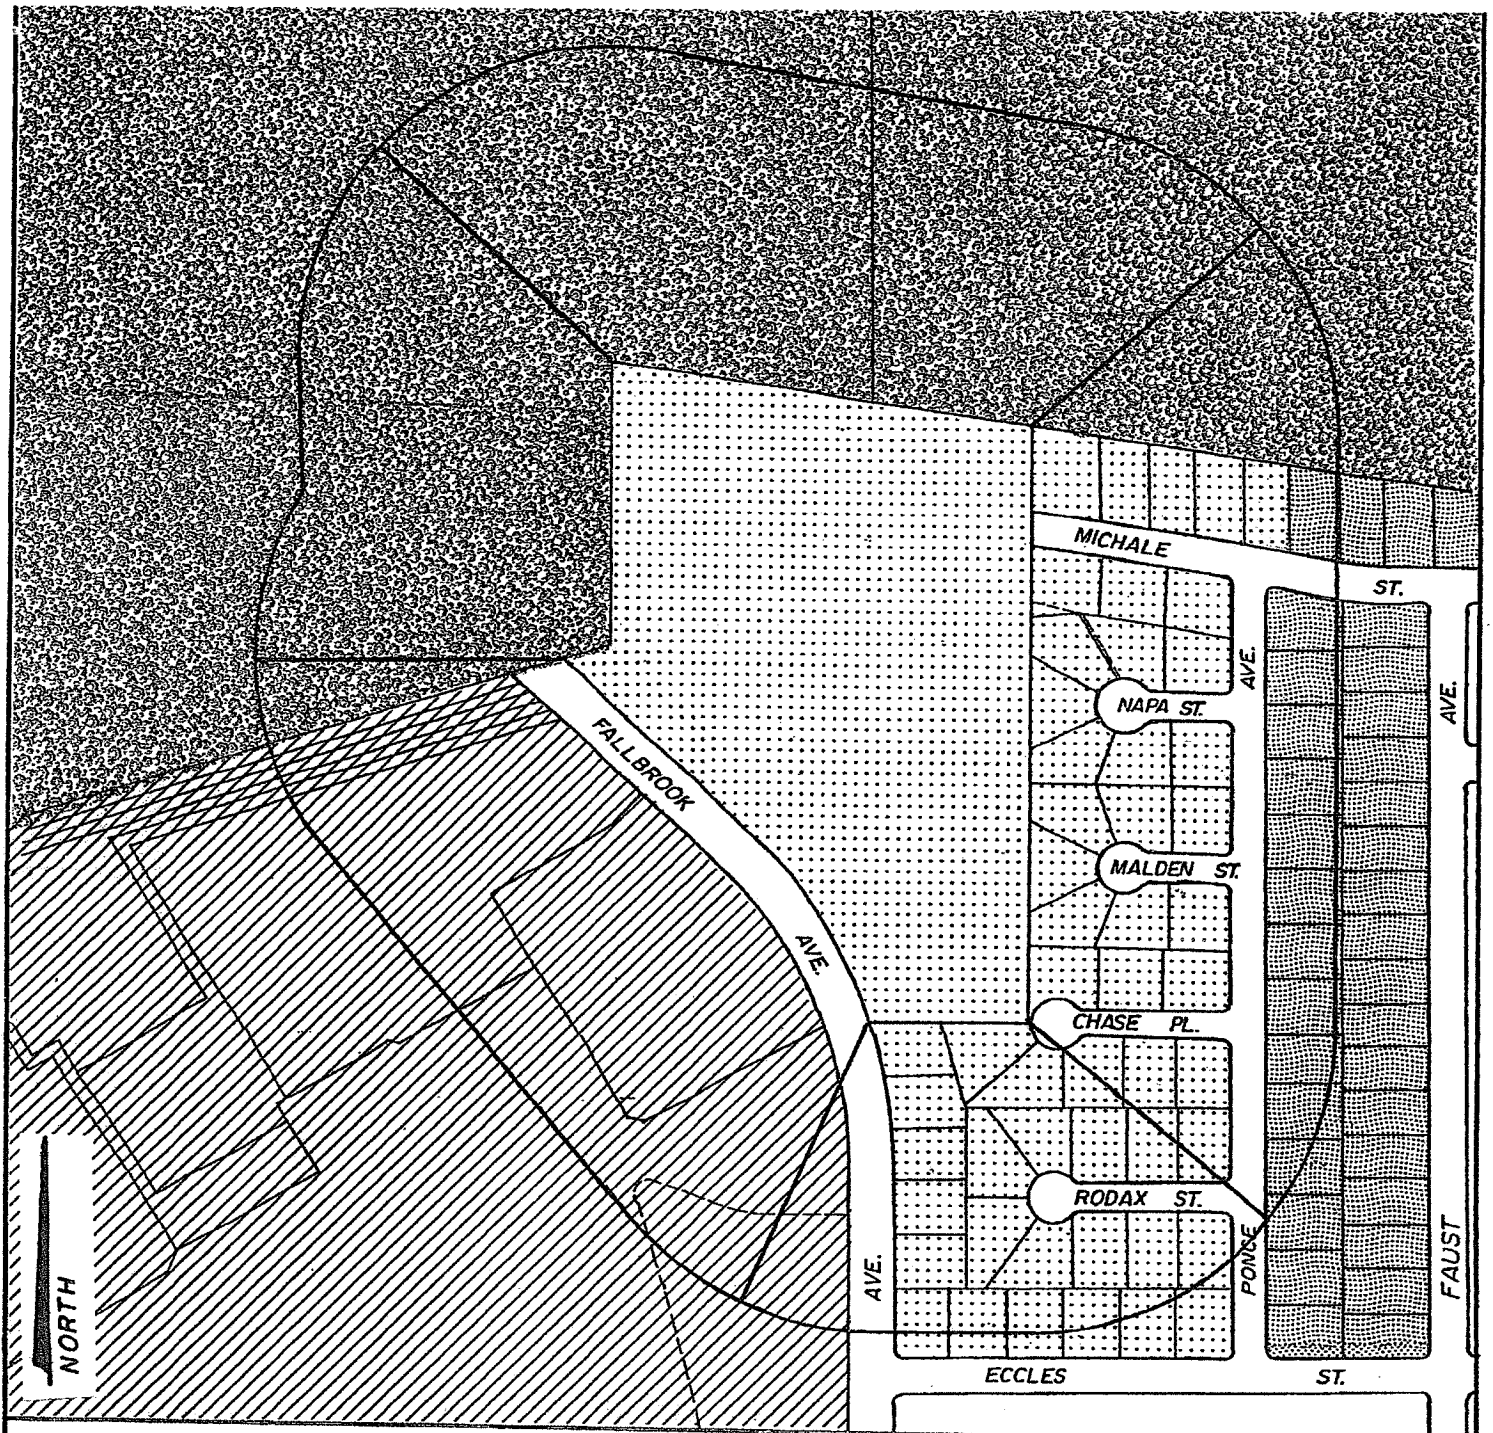 MICHALE
ST.
AVE.
NAPA ST.
AVE.
FALLBROOK
MALDEN ST.
AVE.
CHASE PL.
RODAX ST.
PONCE
FAUST
AVE.
NORTH
ECCLES
ST.